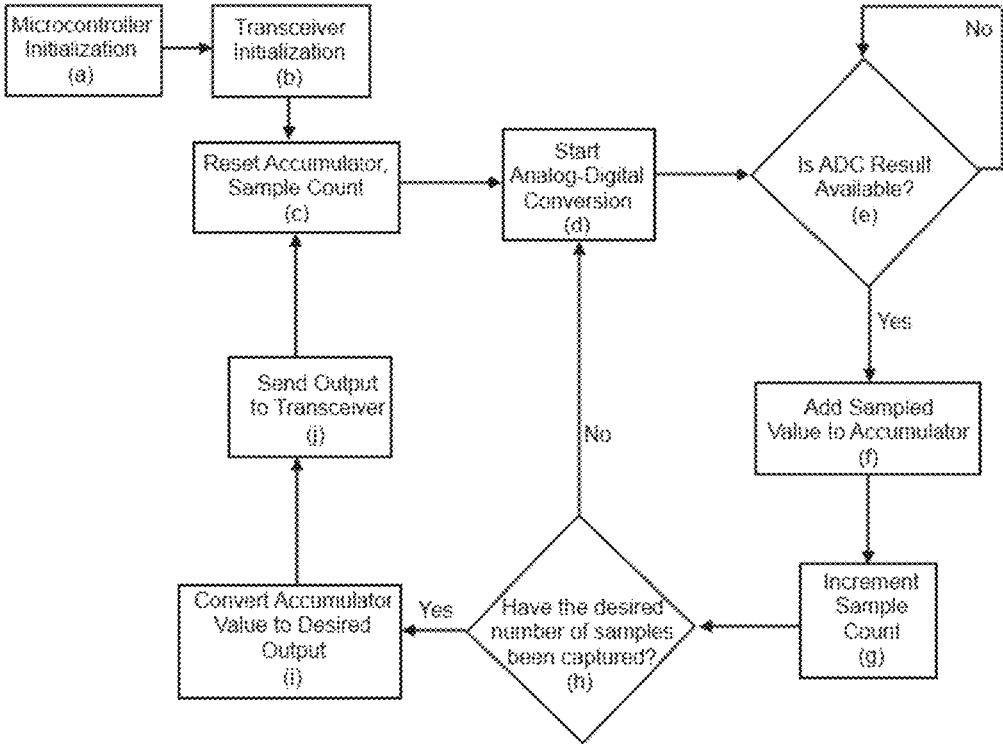 Microcontroller
Initialization
(a)
Transceiver
Initialization
(b)
Reset Accumulator,
Sample Count
(c)
Start
Analog-Digital
Conversion
(d)
No
Is ADC Result
Available?
(e)
Yes
Add Sampled
Value to Accumulator
(f)
Increment
Sample
Count
(g)
Have the desired
number of samples
been captured?
(h)
No
Yes
Convert Accumulator
Value to Desired
Output
(i)
Send Output
to Transceiver
(j)